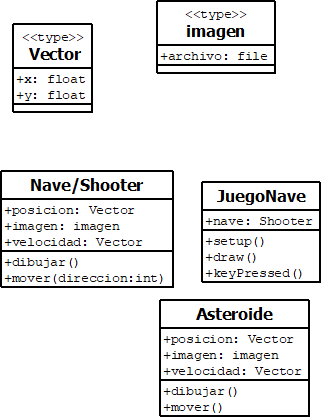 <<type>>
Vector
+x: float
+y: float
<<type>>
imagen
+archivo: file
Nave/Shooter
+posicion: Vector
+imagen: imagen
+velocidad: Vector
+dibujar()
+mover(direccion:int)
JuegoNave
+nave: Shooter
+setup()
+draw()
+keyPressed()
Asteroide
+posicion: Vector
+imagen: imagen
+velocidad: Vector
+dibujar()
+mover()